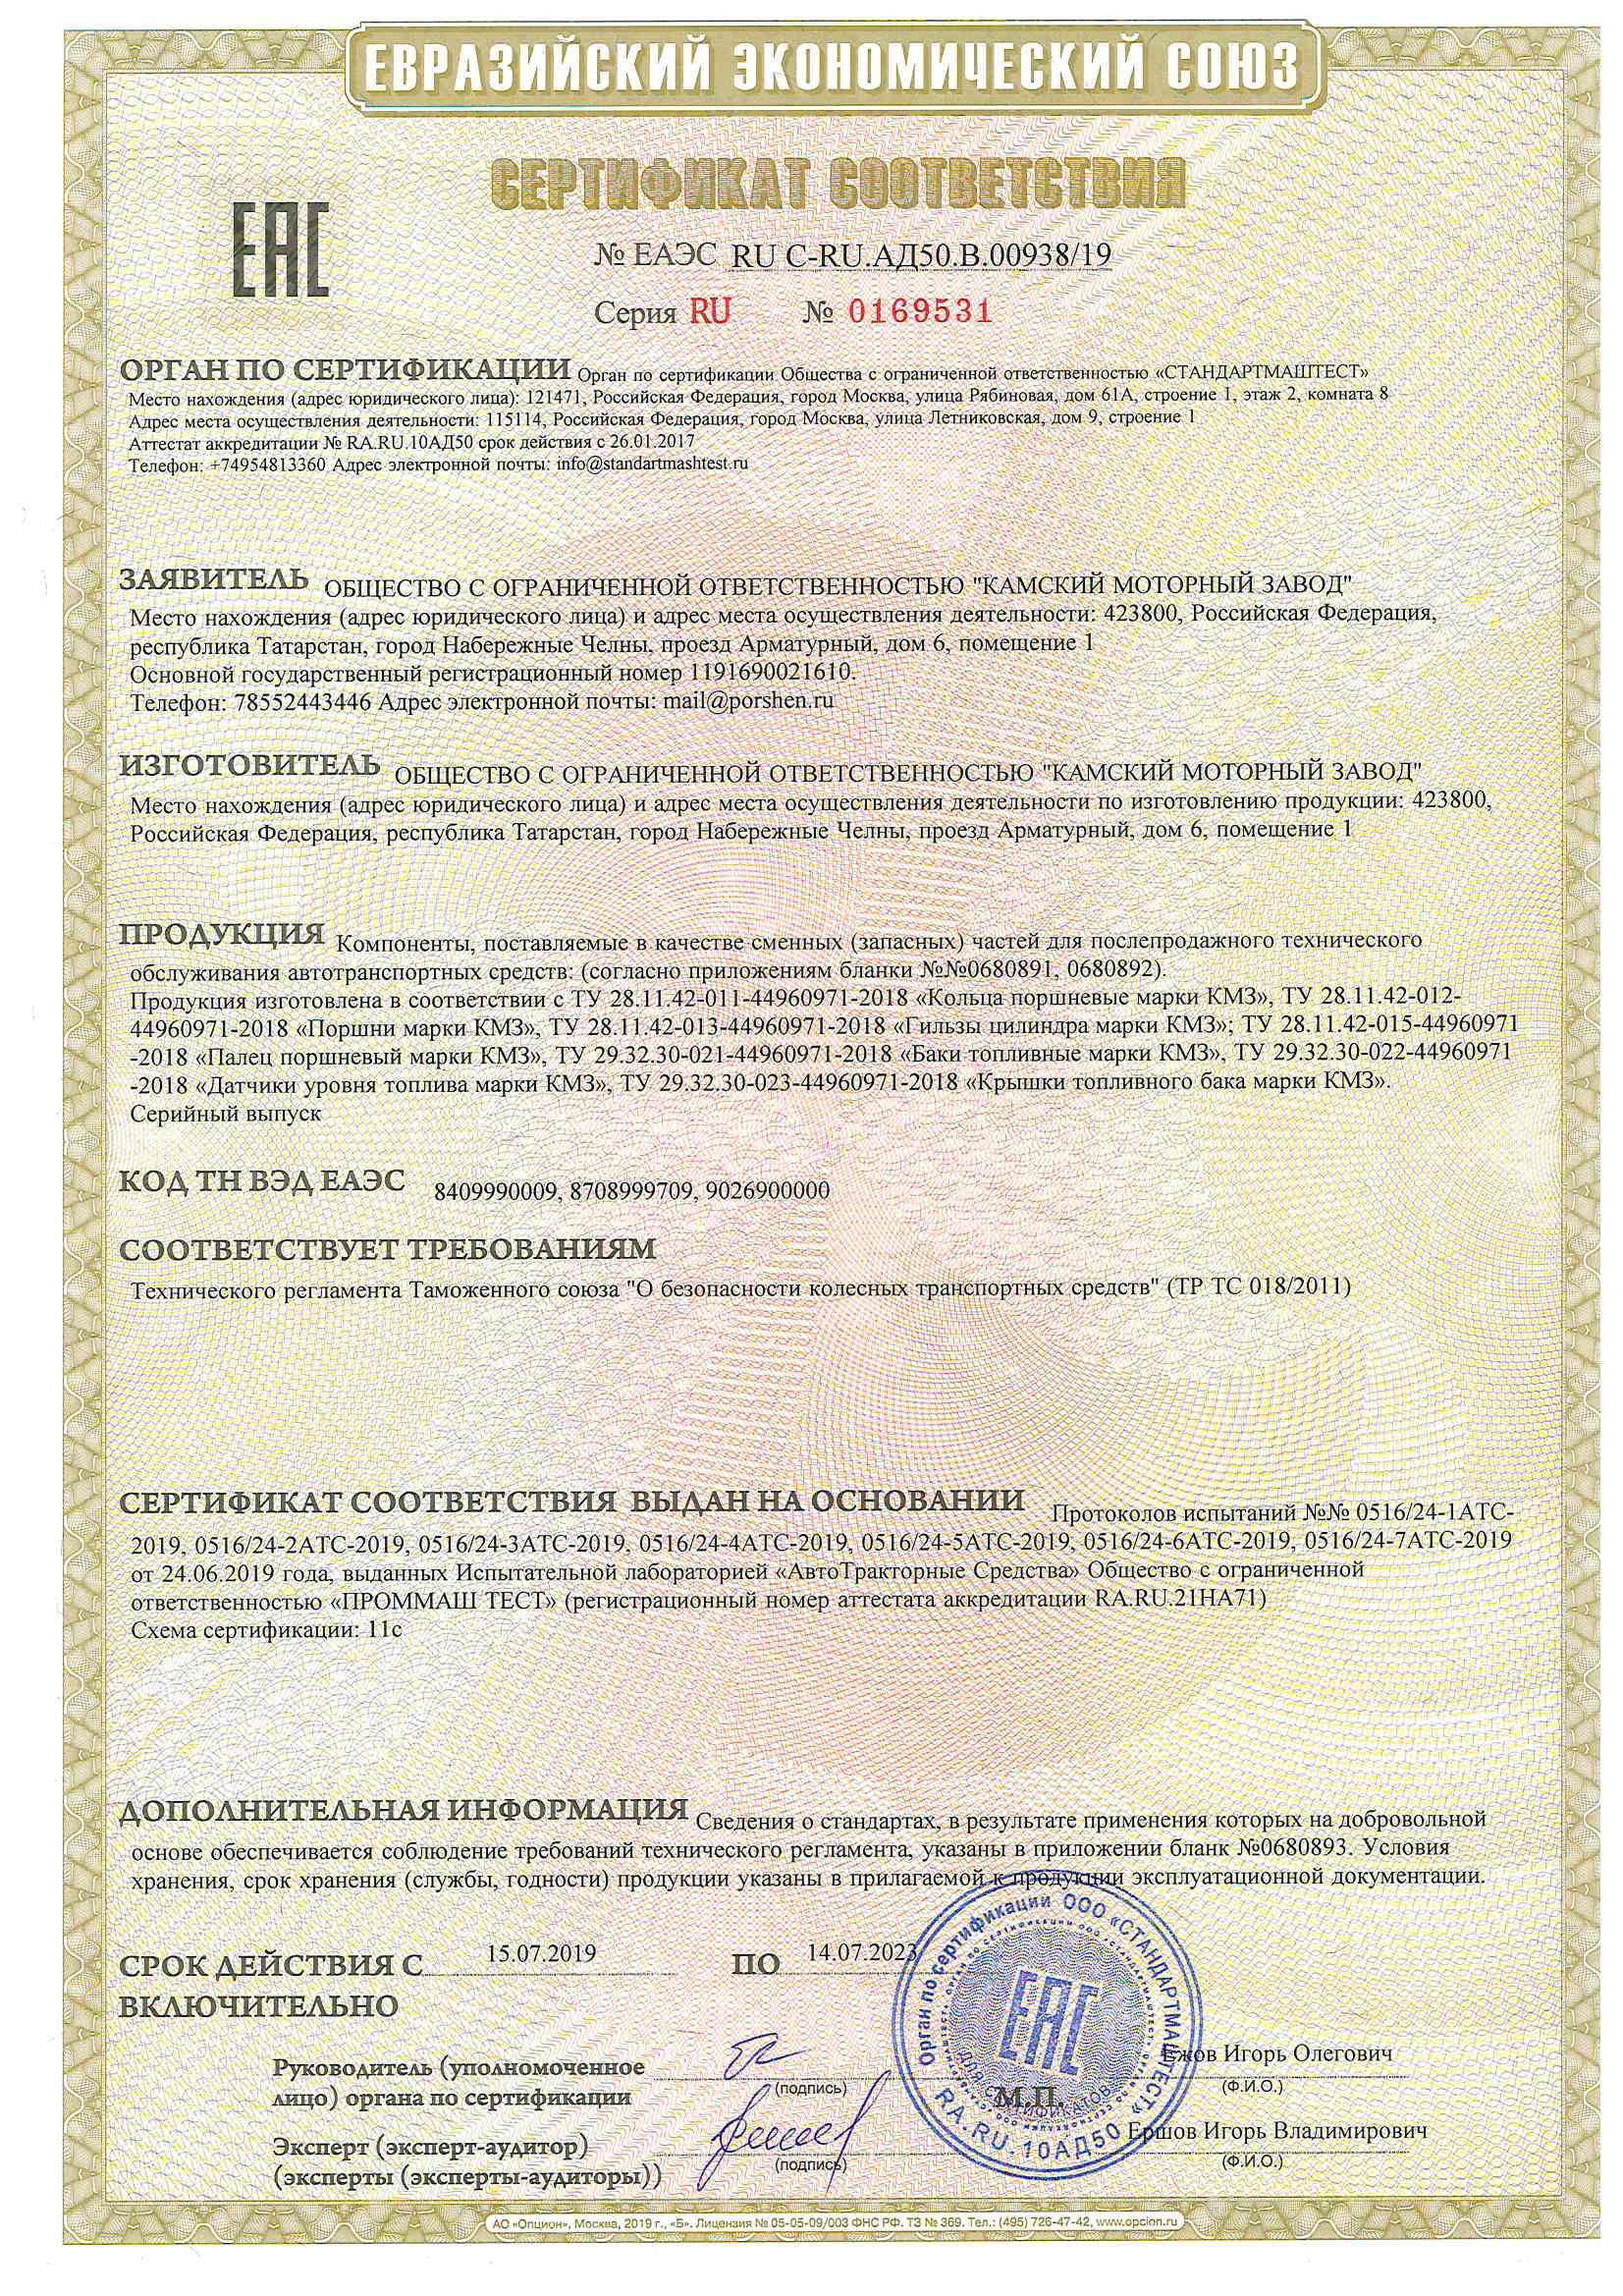 ЕВРАЗИЙСКИЙ ЭКОНОМИЧЕСКИЙ СОЮЗ
СЕРТИФИКАТ СООТВЕТСТВИЯ
ЕАС
№ ЕАЭС RU С-RU.АД50.В.00938/19
Серия RU № 0169531
ОРГАН ПО СЕРТИФИКАЦИИ Орган по сертификации Общества с ограниченной ответственностью «СТАНДАРТМАШТЕСТ»
Место нахождения (адрес юридического лица): 121471, Российская Федерация, город Москва, улица Рябиновая, дом 61А, строение 1, этаж 2, комната 8
Адрес места осуществления деятельности: 115114, Российская Федерация, город Москва, улица Летниковская, дом 9, строение 1
Аттестат аккредитации № RA.RU.10АД50 срок действия с 26.01.2017
Телефон: +74954813360 Адрес электронной почты: info@standartmashtest.ru
ЗАЯВИТЕЛЬ ОБЩЕСТВО С ОГРАНИЧЕННОЙ ОТВЕТСТВЕННОСТЬЮ "КАМСКИЙ МОТОРНЫЙ ЗАВОД"
Место нахождения (адрес юридического лица) и адрес места осуществления деятельности: 423800, Российская Федерация,
республика Татарстан, город Набережные Челны, проезд Арматурный, дом 6, помещение 1
Основной государственный регистрационный номер 1191690021610.
Телефон: 78552443446 Адрес электронной почты: mail@porshen.ru
ИЗГОТОВИТЕЛЬ ОБЩЕСТВО С ОГРАНИЧЕННОЙ ОТВЕТСТВЕННОСТЬЮ "КАМСКИЙ МОТОРНЫЙ ЗАВОД"
Место нахождения (адрес юридического лица) и адрес места осуществления деятельности по изготовлению продукции: 423800,
Российская Федерация, республика Татарстан, город Набережные Челны, проезд Арматурный, дом 6, помещение 1
ПРОДУКЦИЯ Компоненты, поставляемые в качестве сменных (запасных) частей для послепродажного технического
обслуживания автотранспортных средств: (согласно приложениям бланки №№0680891, 0680892).
Продукция изготовлена в соответствии с ТУ 28.11.42-011-44960971-2018 «Кольца поршневые марки КМЗ», ТУ 28.11.42-012-
44960971-2018 «Поршни марки КМЗ», ТУ 28.11.42-013-44960971-2018 «Гильзы цилиндра марки КМЗ»; ТУ 28.11.42-015-44960971
-2018 «Палец поршневый марки КМЗ», ТУ 29.32.30-021-44960971-2018 «Баки топливные марки КМЗ», ТУ 29.32.30-022-44960971
-2018 «Датчики уровня топлива марки КМЗ», ТУ 29.32.30-023-44960971-2018 «Крышки топливного бака марки КМЗ».
Серийный выпуск
КОД ТН ВЭД ЕАЭС 8409990009, 8708999709, 9026900000
СООТВЕТСТВУЕТ ТРЕБОВАНИЯМ
Технического регламента Таможенного союза "О безопасности колесных транспортных средств" (ТР ТС 018/2011)
СЕРТИФИКАТ СООТВЕТСТВИЯ ВЫДАН НА ОСНОВАНИИ Протоколов испытаний №№ 0516/24-1АТС-
2019, 0516/24-2АТС-2019, 0516/24-3АТС-2019, 0516/24-4АТС-2019, 0516/24-5АТС-2019, 0516/24-6АТС-2019, 0516/24-7АТС-2019
от 24.06.2019 года, выданных Испытательной лабораторией «АвтоТракторные Средства» Общество с ограниченной
ответственностью «ПРОММАШ ТЕСТ» (регистрационный номер аттестата аккредитации RA.RU.21НА71)
Схема сертификации: 11с
ДОПОЛНИТЕЛЬНАЯ ИНФОРМАЦИЯ Сведения о стандартах, в результате применения которых на добровольной
основе обеспечивается соблюдение требований технического регламента, указаны в приложении бланк №0680893. Условия
хранения, срок хранения (службы, годности) продукции указаны в прилагаемой к продукции эксплуатационной документации.
СРОК ДЕЙСТВИЯ С 15.07.2019 ПО 14.07.2023
ВКЛЮЧИТЕЛЬНО
Орган по сертификации ООО «СТАНДАРТМАШТЕСТ»
RA.RU.10АД50
ЕАС
ДЛЯ СЕРТИФИКАТОВ
М.П.
Руководитель (уполномоченное
лицо) органа по сертификации
(подпись)
Ежов Игорь Олегович
(Ф.И.О.)
Эксперт (эксперт-аудитор)
(эксперты (эксперты-аудиторы))
(подпись)
Ершов Игорь Владимирович
(Ф.И.О.)
АО «Опцион», Москва, 2019 г., «Б». Лицензия № 05-05-09/003 ФНС РФ. ТЗ № 369. Тел.: (495) 726-47-42, www.opcion.ru